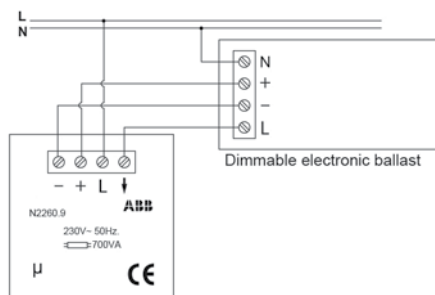 L
N
N
+
−
L
Dimmable electronic ballast
− + L
ABB
N2260.9
230V~ 50Hz.
700VA
µ
CE